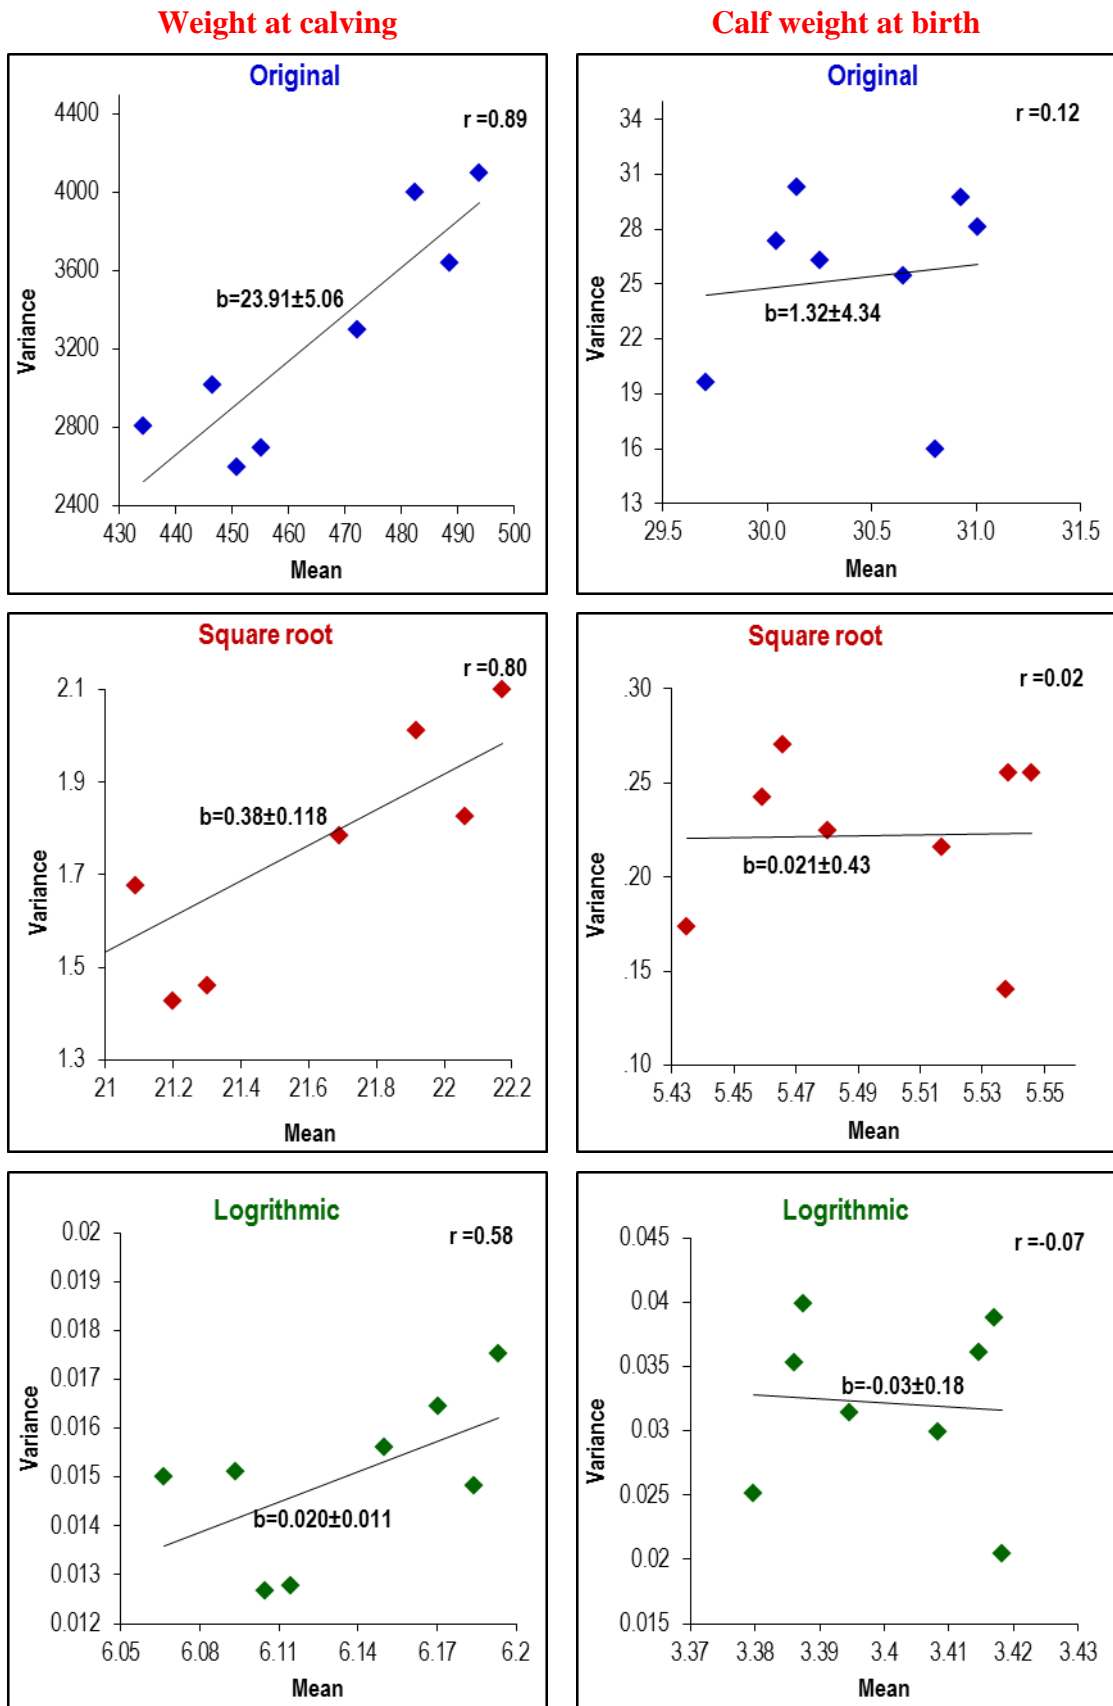 Weight at calving
Calf weight at birth
Original
r =0.89
4400
4000
3600
3200
2800
2400
Variance
b=23.91±5.06
430 440 450 460 470 480 490 500
Mean
Original
r =0.12
34
31
28
25
22
19
16
13
Variance
b=1.32±4.34
29.5 30.0 30.5 31.0 31.5
Mean
Square root
r =0.80
2.1
1.9
1.7
1.5
1.3
Variance
b=0.38±0.118
21 21.2 21.4 21.6 21.8 22 22.2
Mean
Square root
r =0.02
.30
.25
.20
.15
.10
Variance
b=0.021±0.43
5.43 5.45 5.47 5.49 5.51 5.53 5.55
Mean
Logrithmic
r =0.58
0.02
0.019
0.018
0.017
0.016
0.015
0.014
0.013
0.012
Variance
b=0.020±0.011
6.05 6.08 6.11 6.14 6.17 6.2
Mean
Logrithmic
r =-0.07
0.045
0.04
0.035
0.03
0.025
0.02
0.015
Variance
b=-0.03±0.18
3.37 3.38 3.39 3.4 3.41 3.42 3.43
Mean